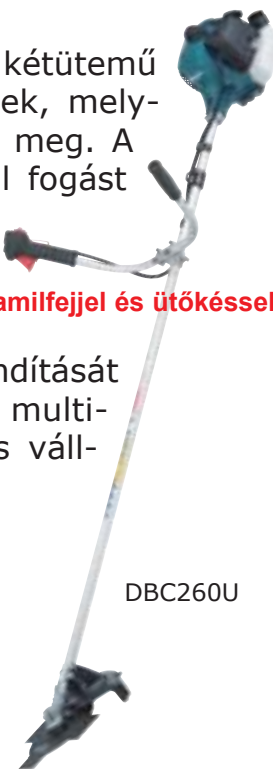 kétütemű
ek, mely-
meg. A
l fogást
amilfejjel és ütőkéssel
ndítását
multi-
s váll-
DBC260U